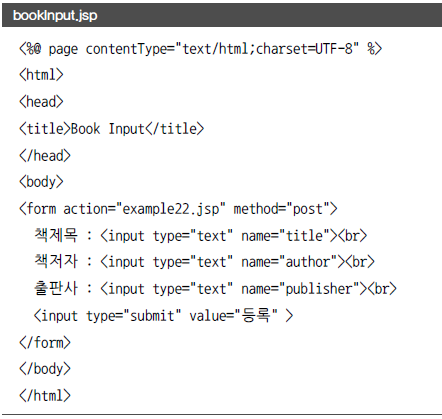 bookInput.jsp
<%@ page contentType="text/html;charset=UTF-8" %>
<html>
<head>
<title>Book Input</title>
</head>
<body>
<form action="example22.jsp" method="post">
책제목 : <input type="text" name="title"><br>
책저자 : <input type="text" name="author"><br>
출판사 : <input type="text" name="publisher"><br>
<input type="submit" value="등록" >
</form>
</body>
</html>